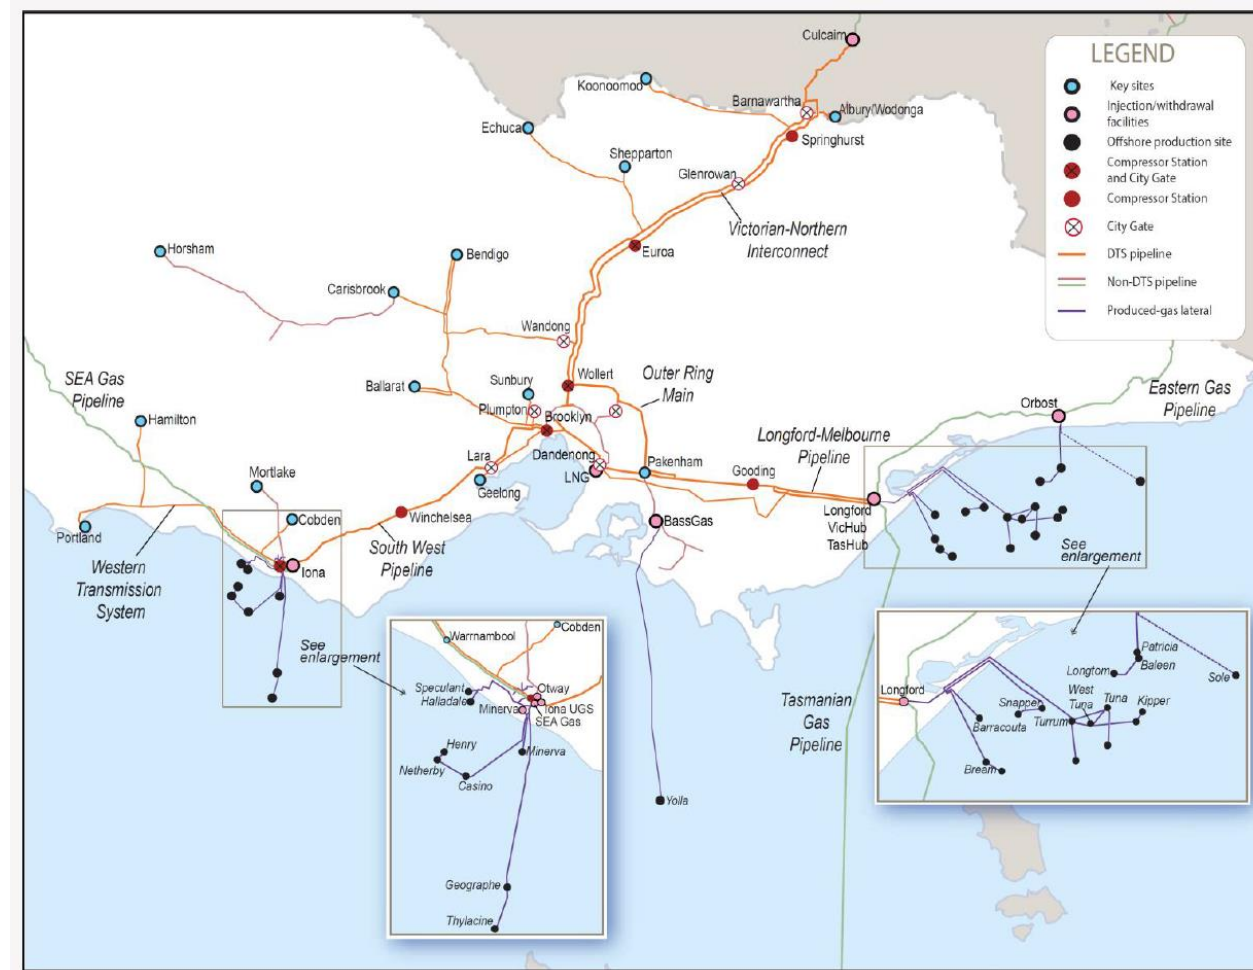 Culcairn
Koonoomoo
Barnawartha
Albury/Wodonga
Echuca
Springhurst
Shepparton
Glenrowan
Victorian-Northern
Interconnect
Horsham
Bendigo
Euroa
Carisbrook
Wandong
SEA Gas
Pipeline
Ballarat
Sunbury
Wollert
Outer Ring
Main
Plumpton
Brooklyn
Hamilton
Orbost
Eastern Gas
Pipeline
Longford-Melbourne
Pipeline
Lara
Dandenong
LNG
Pakenham
Gooding
Mortlake
Geelong
Portland
Cobden
Winchelsea
BassGas
Longford
VicHub
TasHub
Western
Transmission
System
Iona
South West
Pipeline
See
enlargement
See
enlargement
Tasmanian
Gas
Pipeline
Yolla
LEGEND
Key sites
Injection/withdrawal
facilities
Offshore production site
Compressor Station
and City Gate
Compressor Station
City Gate
DTS pipeline
Non-DTS pipeline
Produced-gas lateral
Warrnambool
Cobden
Speculant
Halladale
Otway
Minerva
Iona UGS
SEA Gas
Henry
Minerva
Netherby
Casino
Geographe
Thylacine
Patricia
Baleen
Longtom
Sole
Longford
West
Tuna
Tuna
Kipper
Snapper
Turrum
Barracouta
Bream